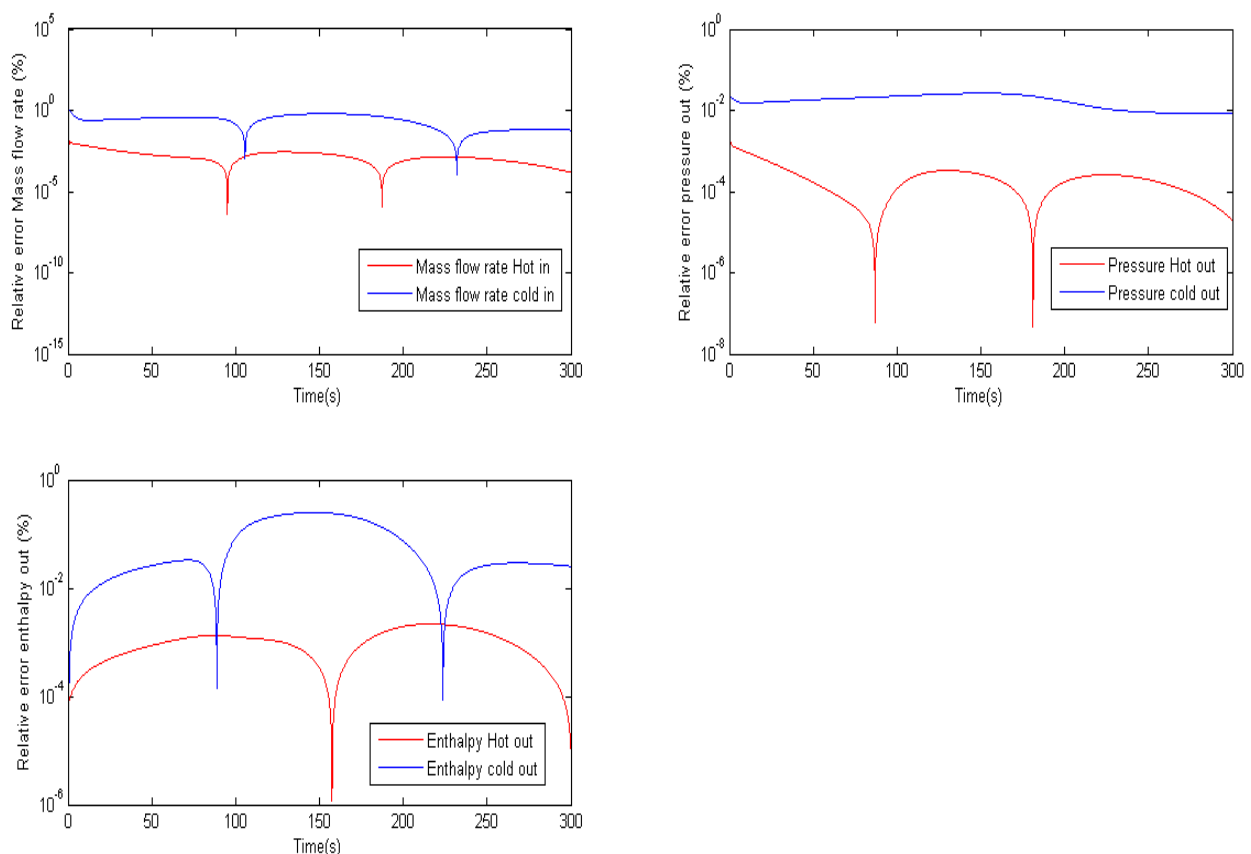 Relative error Mass flow rate (%)
10^5
10^0
10^-5
10^-10
10^-15
Mass flow rate Hot in
Mass flow rate cold in
0 50 100 150 200 250 300
Time(s)
Relative error pressure out (%)
10^0
10^-2
10^-4
10^-6
10^-8
Pressure Hot out
Pressure cold out
0 50 100 150 200 250 300
Time(s)
Relative error enthalpy out (%)
10^0
10^-2
10^-4
10^-6
Enthalpy Hot out
Enthalpy cold out
0 50 100 150 200 250 300
Time(s)